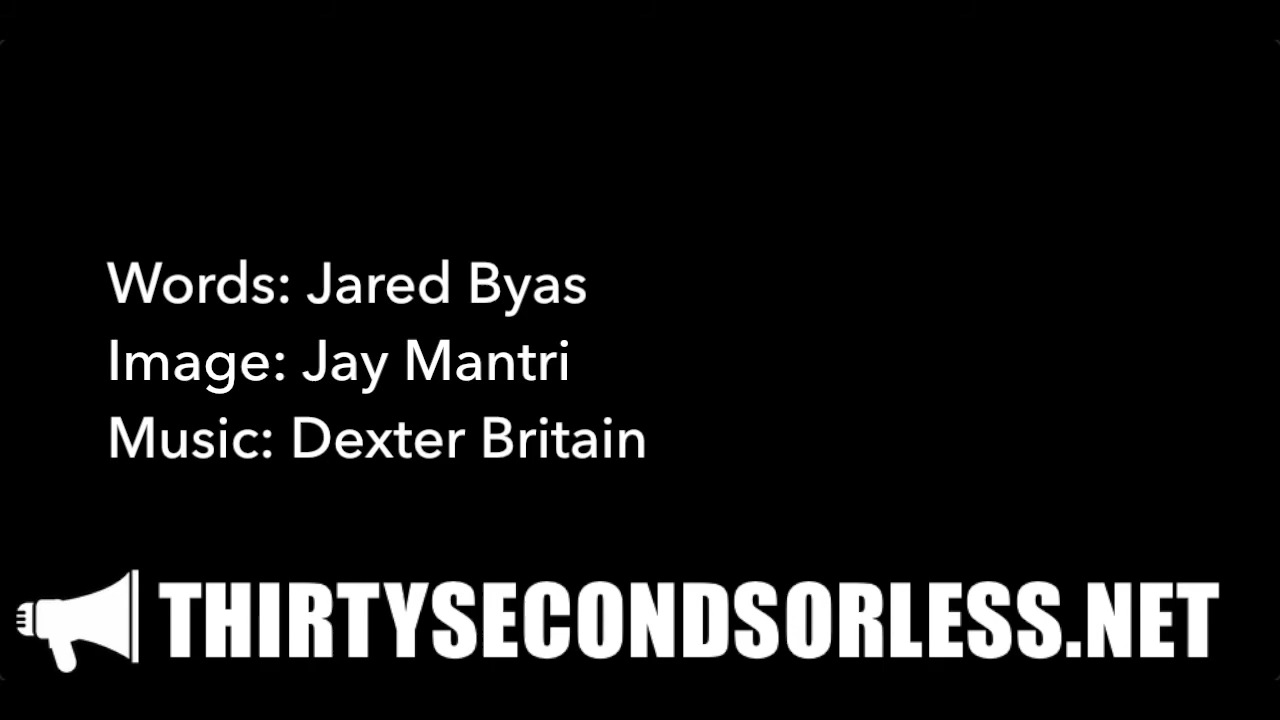 Words: Jared Byas
Image: Jay Mantri
Music: Dexter Britain
THIRTYSECONDSORLESS.NET